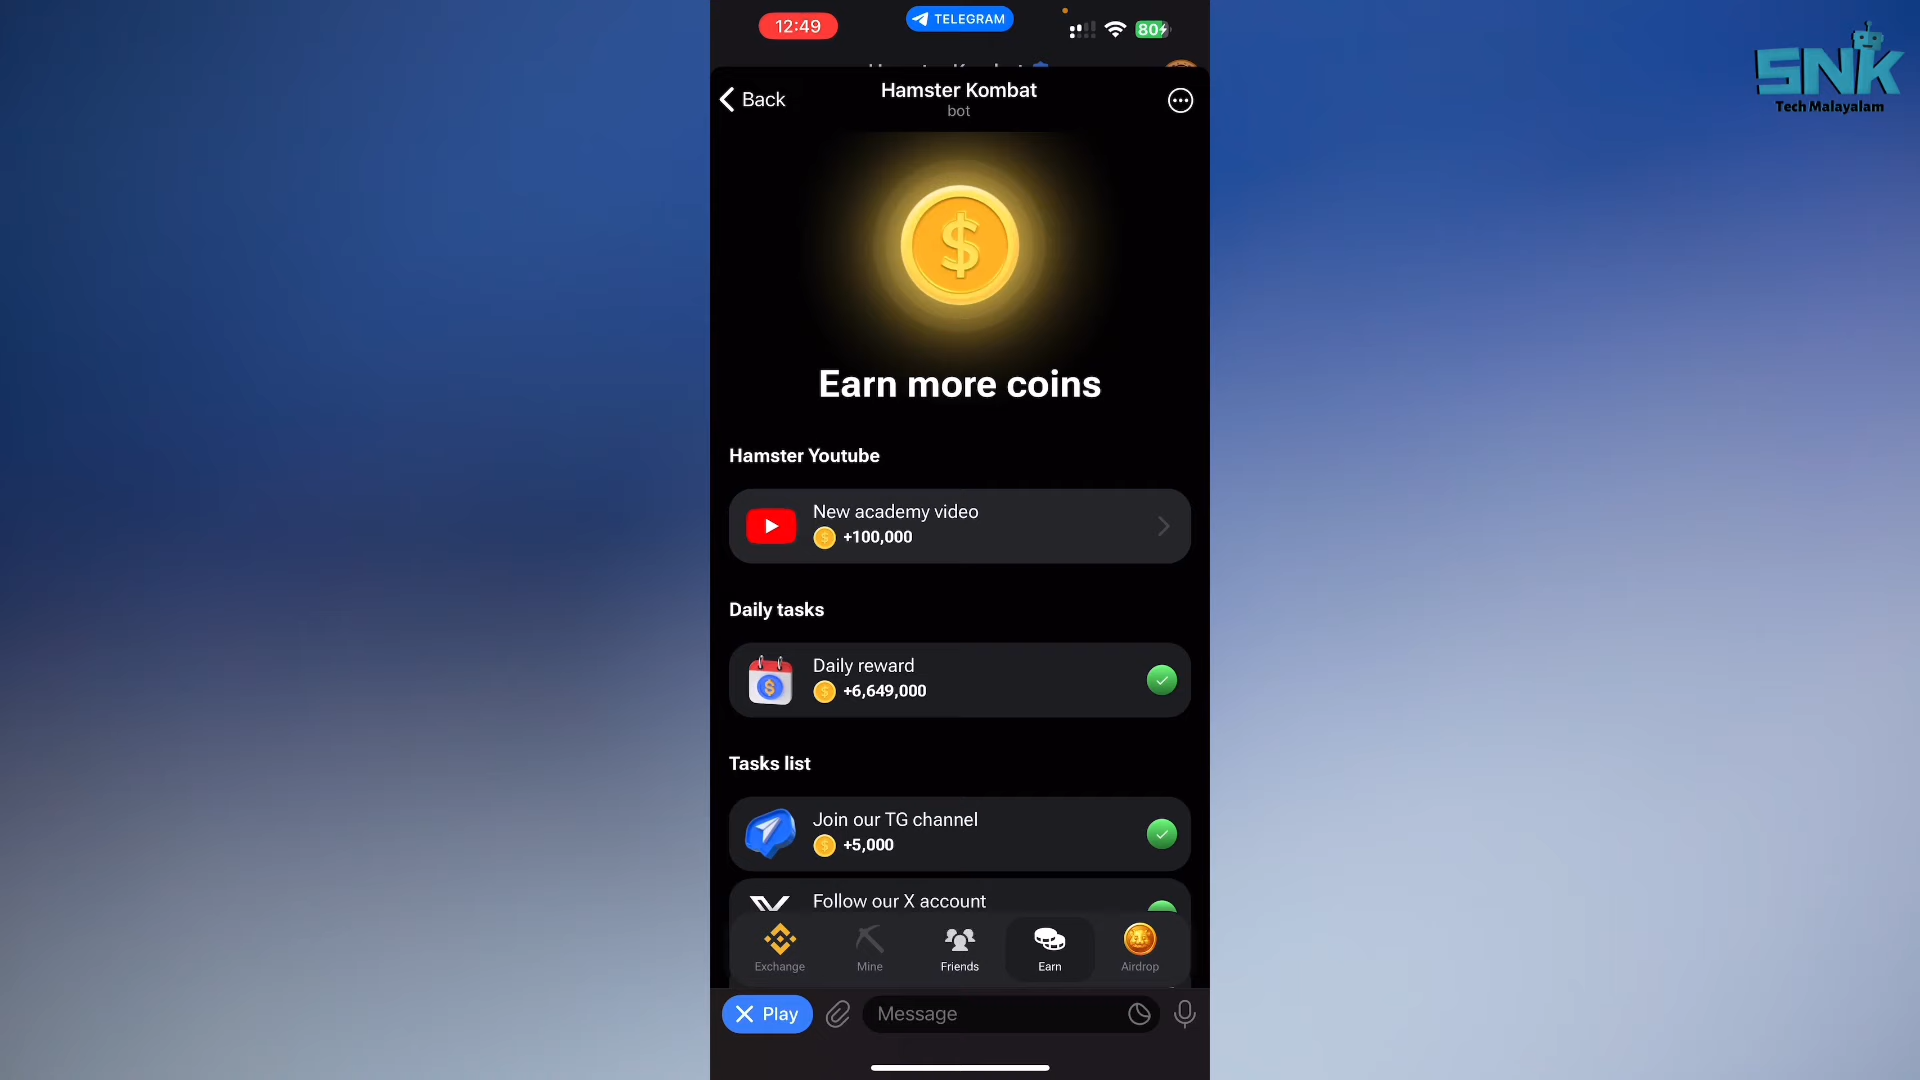 12:49
TELEGRAM
80
Back
Hamster Kombat
bot
SNK
Tech Malayalam
Earn more coins
Hamster Youtube
New academy video
+100,000
Daily tasks
Daily reward
+6,649,000
Tasks list
Join our TG channel
+5,000
Follow our X account
Exchange
Mine
Friends
Earn
Airdrop
Play
Message